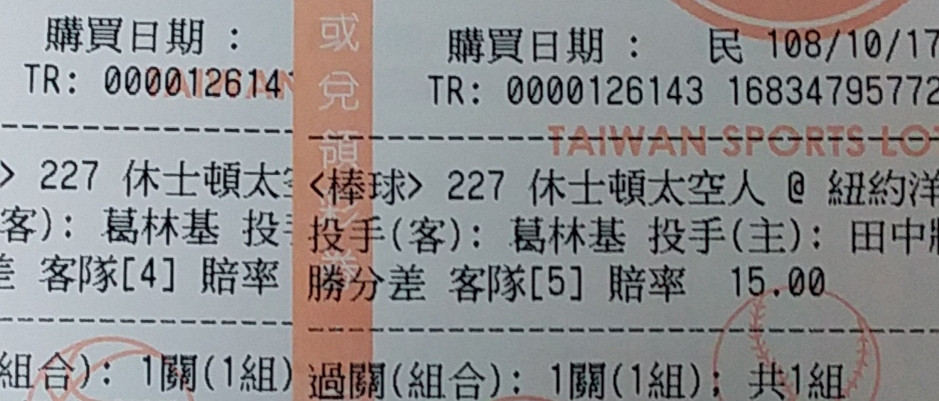 購買日期：
TR: 000012614
> 227 休士頓太
客): 葛林基 投
差 客隊[4] 賠率
組合): 1關(1組)
或兌領彩券
購買日期： 民 108/10/17
TR: 0000126143 16834795772
TAIWAN SPORTS LO
<棒球> 227 休士頓太空人 @ 紐約洋
投手(客): 葛林基 投手(主): 田中
勝分差 客隊[5] 賠率 15.00
過關(組合): 1關(1組); 共1組